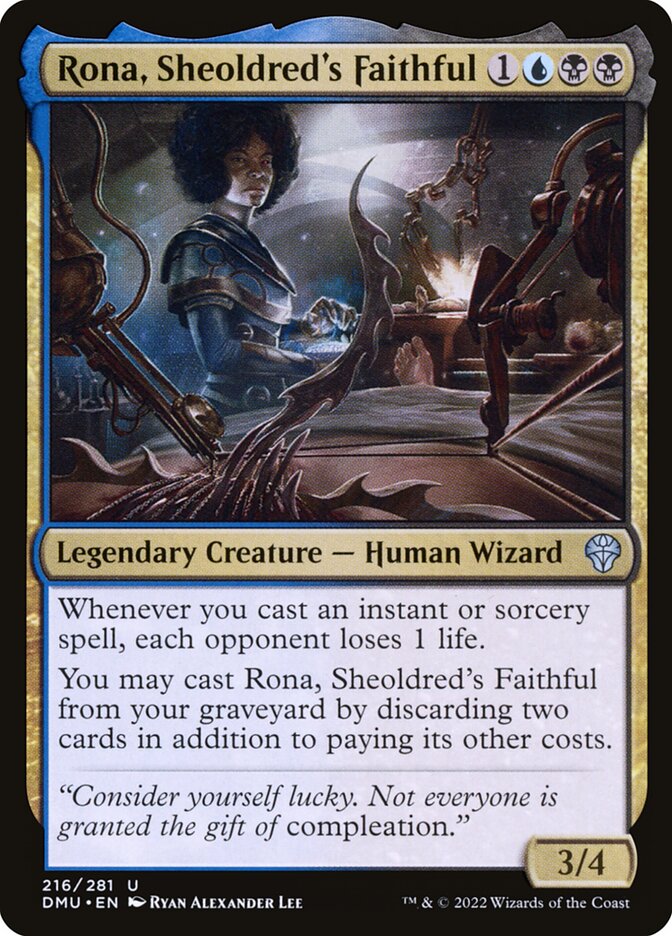 Rona, Sheoldred's Faithful 1
Legendary Creature — Human Wizard
Whenever you cast an instant or sorcery
spell, each opponent loses 1 life.
You may cast Rona, Sheoldred's Faithful
from your graveyard by discarding two
cards in addition to paying its other costs.
"Consider yourself lucky. Not everyone is
granted the gift of compleation."
3/4
216/281 U
DMU • EN Ryan Alexander Lee
™ & © 2022 Wizards of the Coast